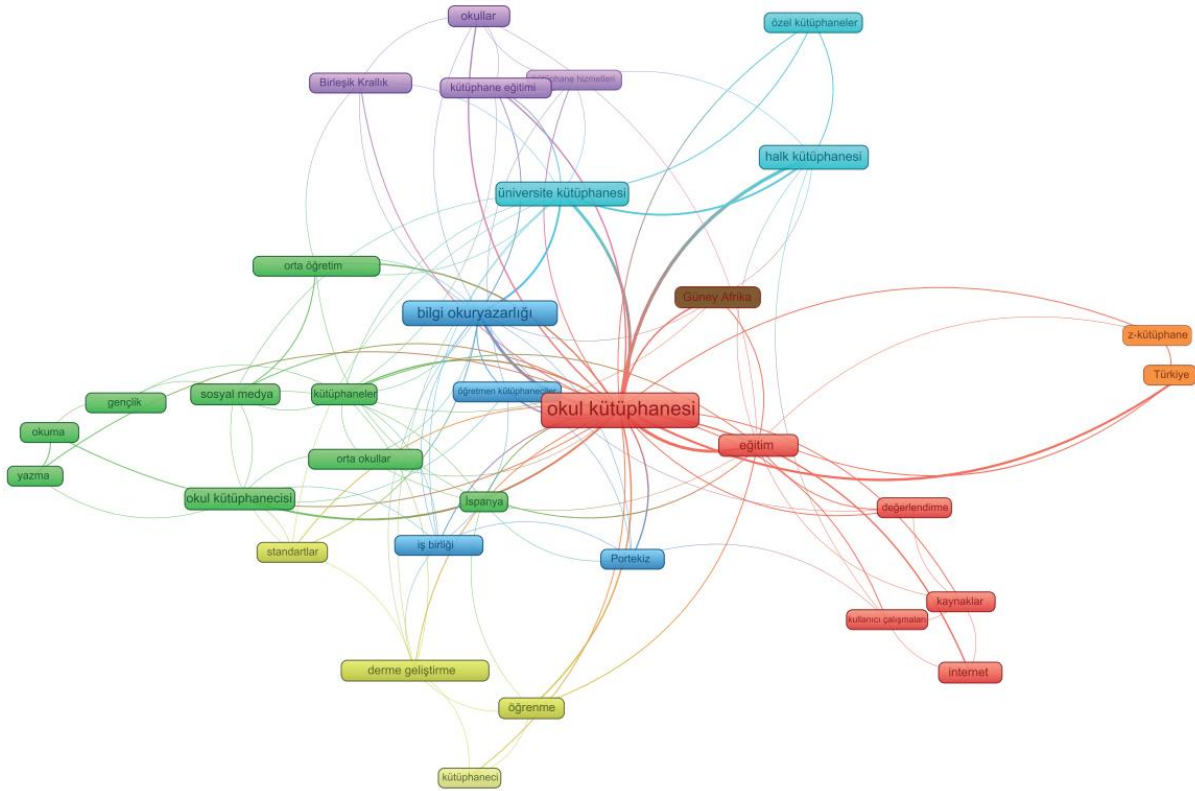 okullar
özel kütüphaneler
Birleşik Krallık
kütüphane eğitimi
kütüphane hizmetleri
halk kütüphanesi
üniversite kütüphanesi
orta öğretim
Güney Afrika
bilgi okuryazarlığı
z-kütüphane
Türkiye
gençlik
sosyal medya
kütüphaneler
öğretmen kütüphaneciler
okul kütüphanesi
okuma
eğitim
yazma
orta okullar
okul kütüphanecisi
İspanya
değerlendirme
standartlar
iş birliği
Portekiz
kaynaklar
kullanıcı çalışmaları
derme geliştirme
internet
öğrenme
kütüphaneci